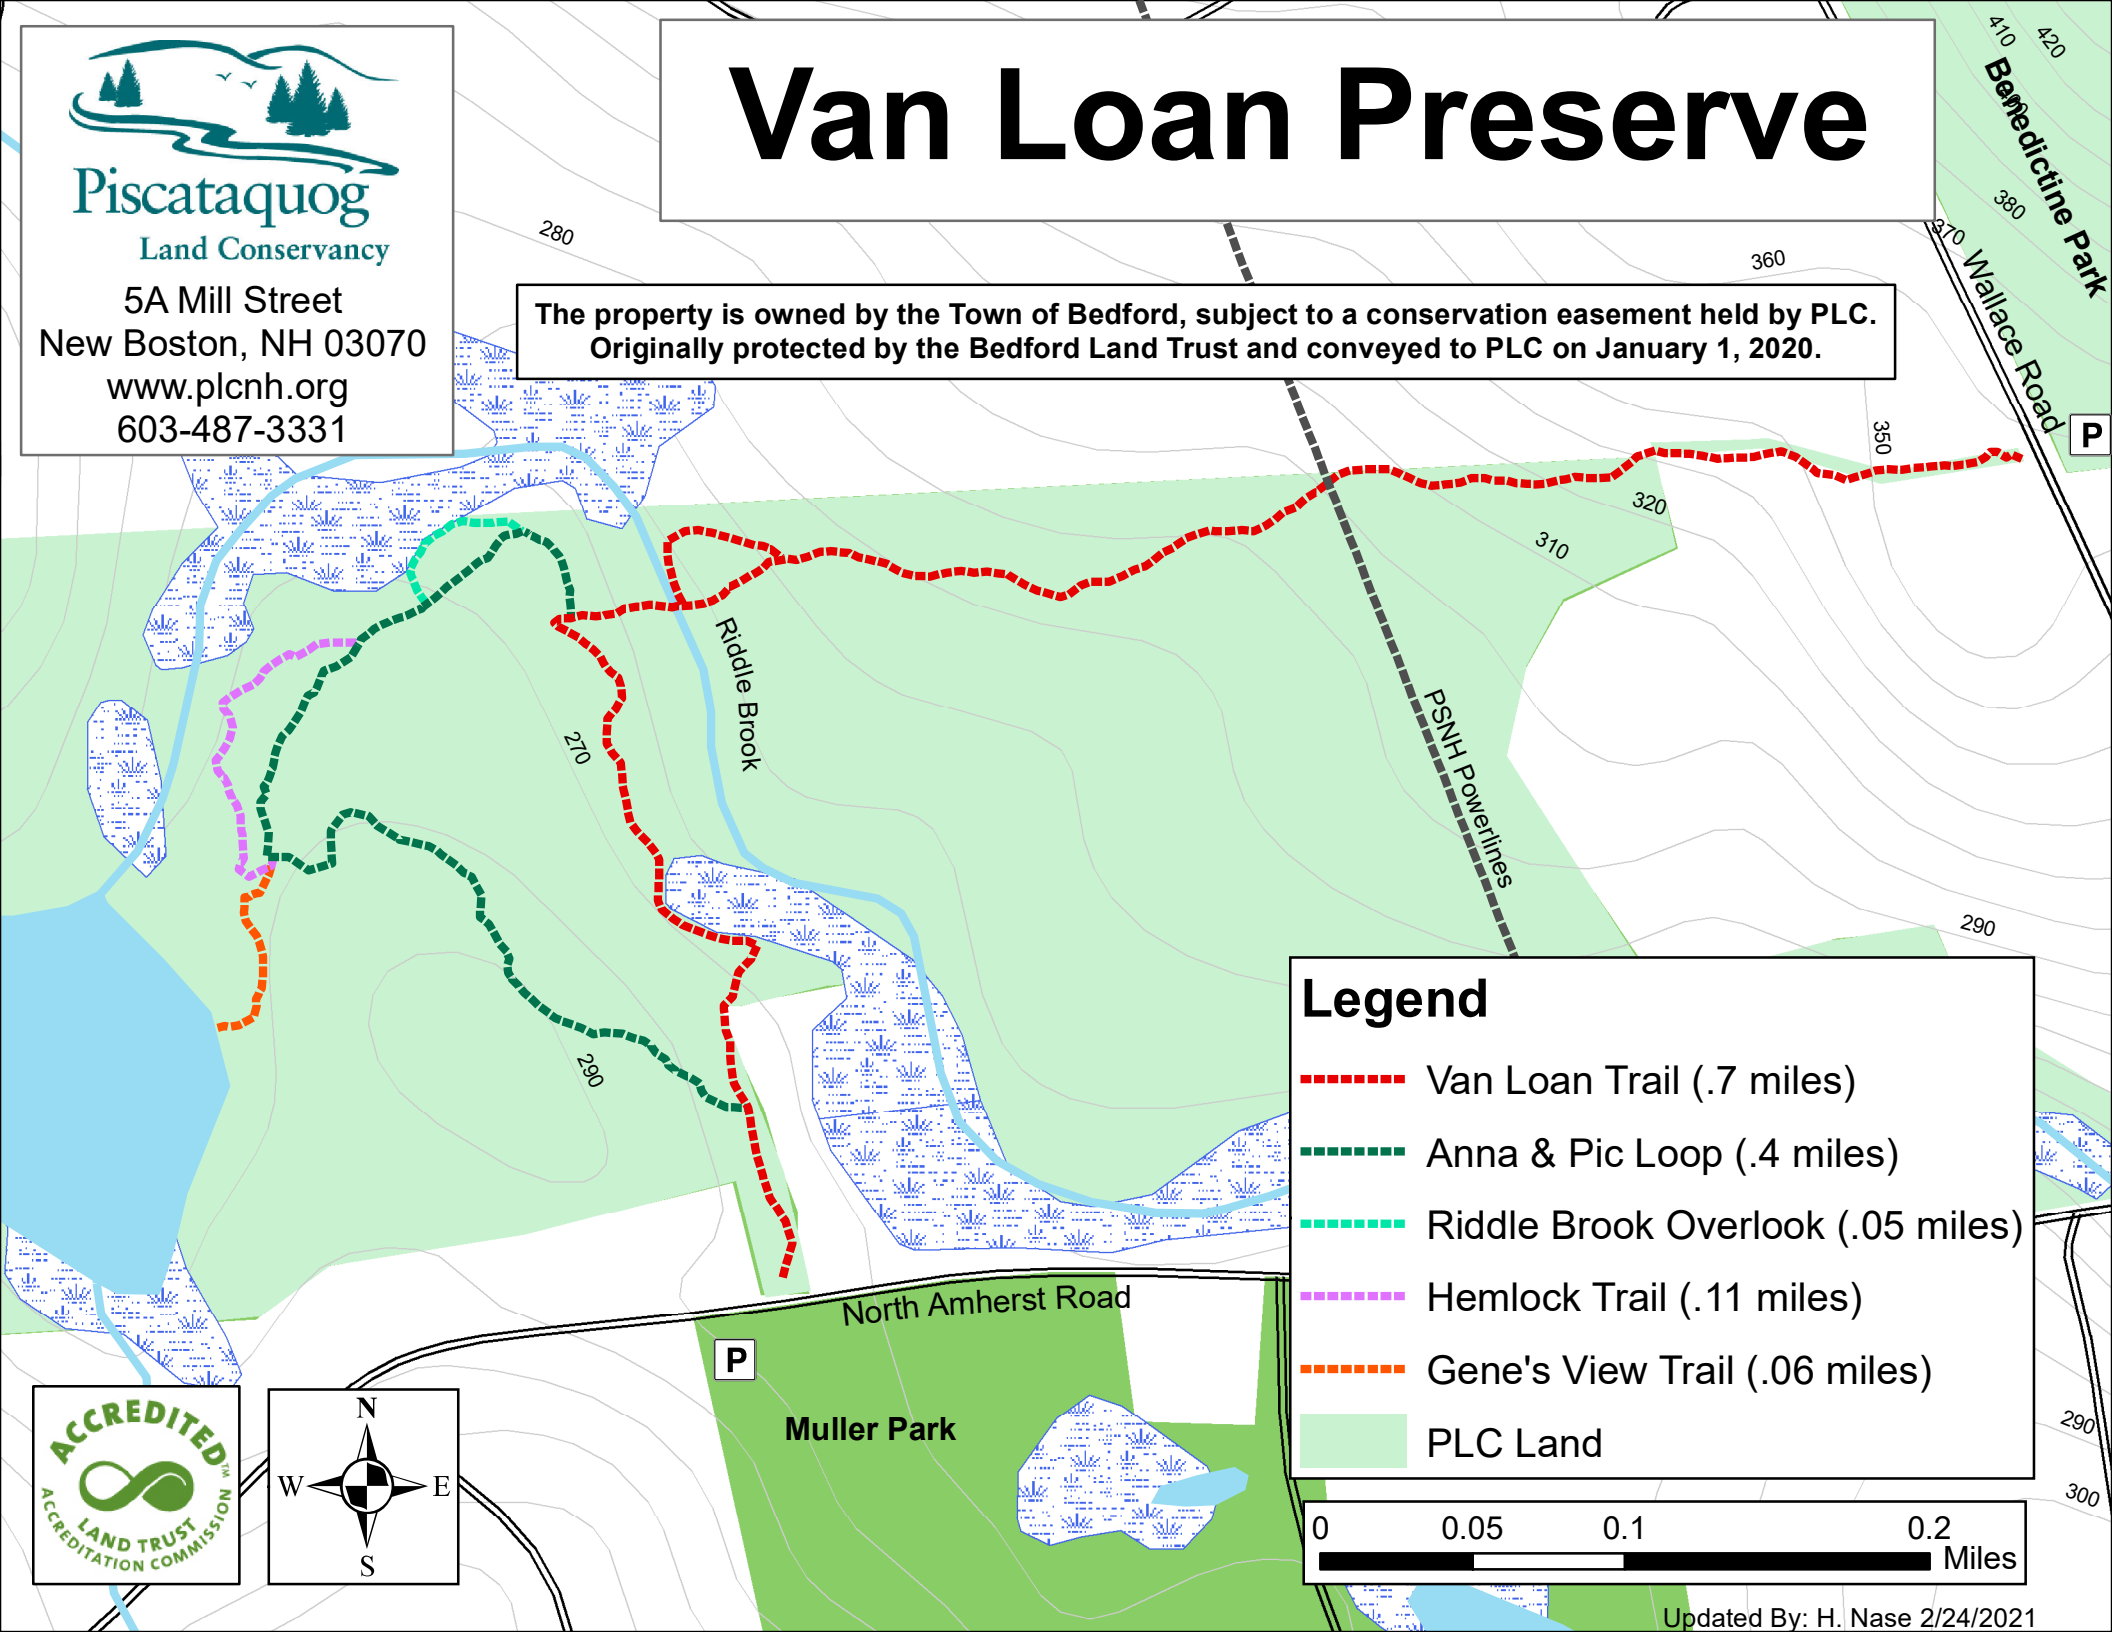 Van Loan Preserve
Piscataquog
Land Conservancy
5A Mill Street
New Boston, NH 03070
www.plcnh.org
603-487-3331
The property is owned by the Town of Bedford, subject to a conservation easement held by PLC.
Originally protected by the Bedford Land Trust and conveyed to PLC on January 1, 2020.
410
420
Benedictine Park
380
370
360
280
Wallace Road
P
350
320
310
Riddle Brook
270
PSNH Powerlines
290
290
North Amherst Road
P
Muller Park
Legend
Van Loan Trail (.7 miles)
Anna & Pic Loop (.4 miles)
Riddle Brook Overlook (.05 miles)
Hemlock Trail (.11 miles)
Gene's View Trail (.06 miles)
PLC Land
290
300
0 0.05 0.1 0.2
Miles
ACCREDITED™
LAND TRUST
ACCREDITATION COMMISSION
N
W E
S
Updated By: H. Nase 2/24/2021